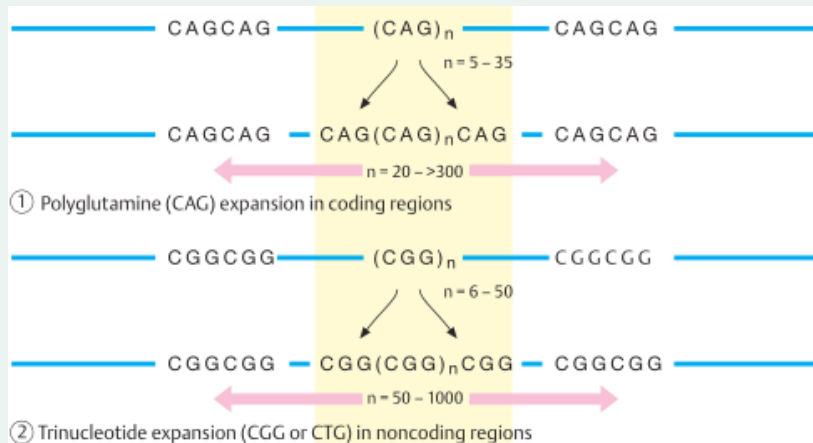 CAGCAG (CAG)n CAGCAG
n = 5 – 35
CAGCAG CAG(CAG)nCAG CAGCAG
n = 20 – >300
① Polyglutamine (CAG) expansion in coding regions
CGGCGG (CGG)n CGGCGG
n = 6 – 50
CGGCGG CGG(CGG)nCGG CGGCGG
n = 50 – 1000
② Trinucleotide expansion (CGG or CTG) in noncoding regions